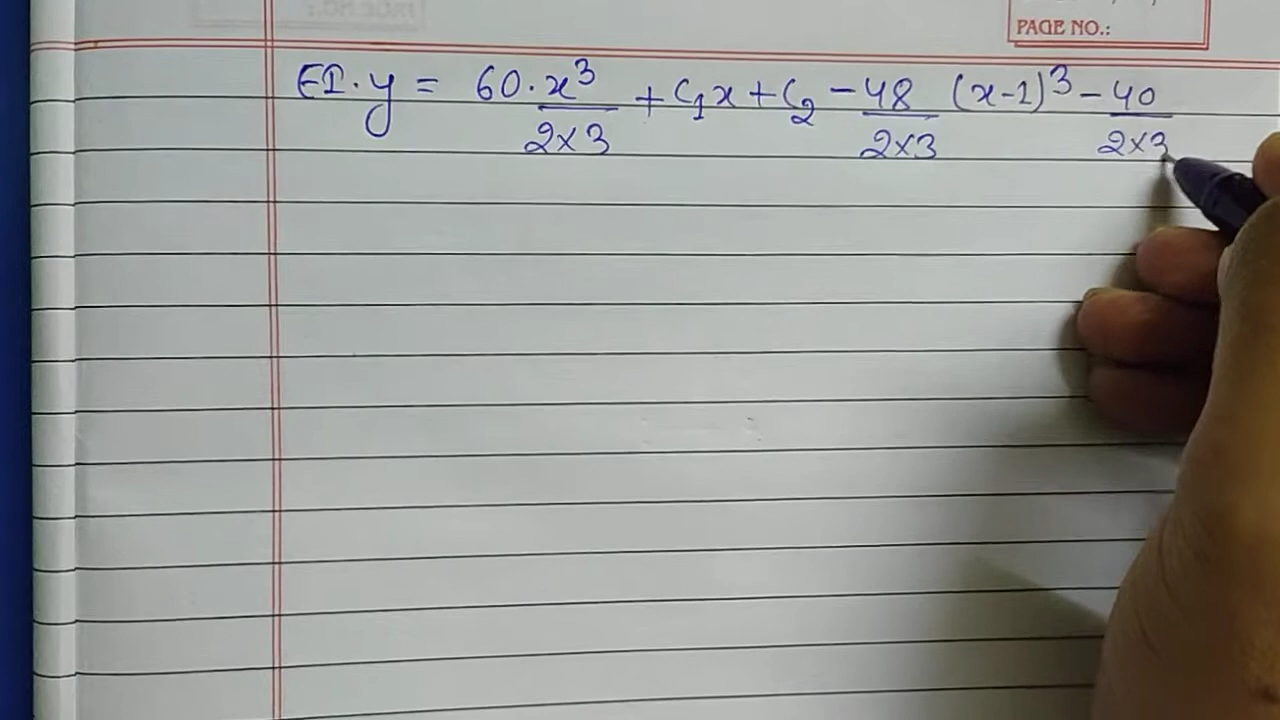 PAGE NO.:
EI.y = 60.x³/2×3 + C₁x + C₂ - 48/2×3 (x-1)³ - 40/2×3